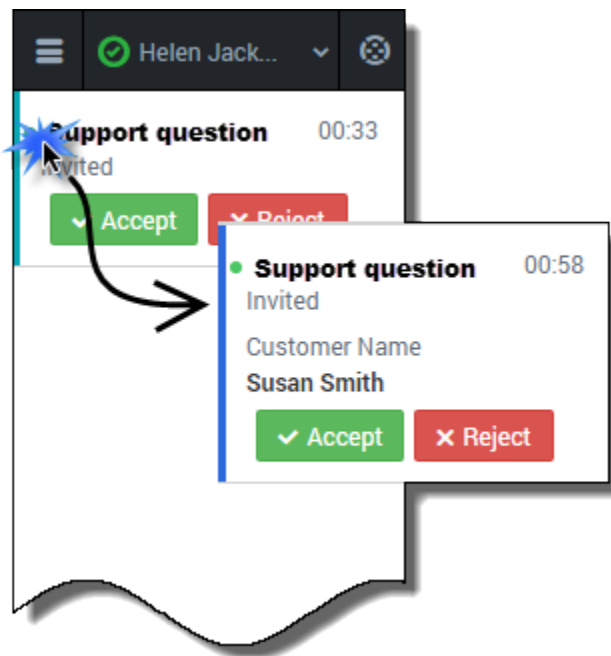 Helen Jack...
Support question 00:33
Invited
Accept Reject
Support question 00:58
Invited
Customer Name
Susan Smith
Accept Reject